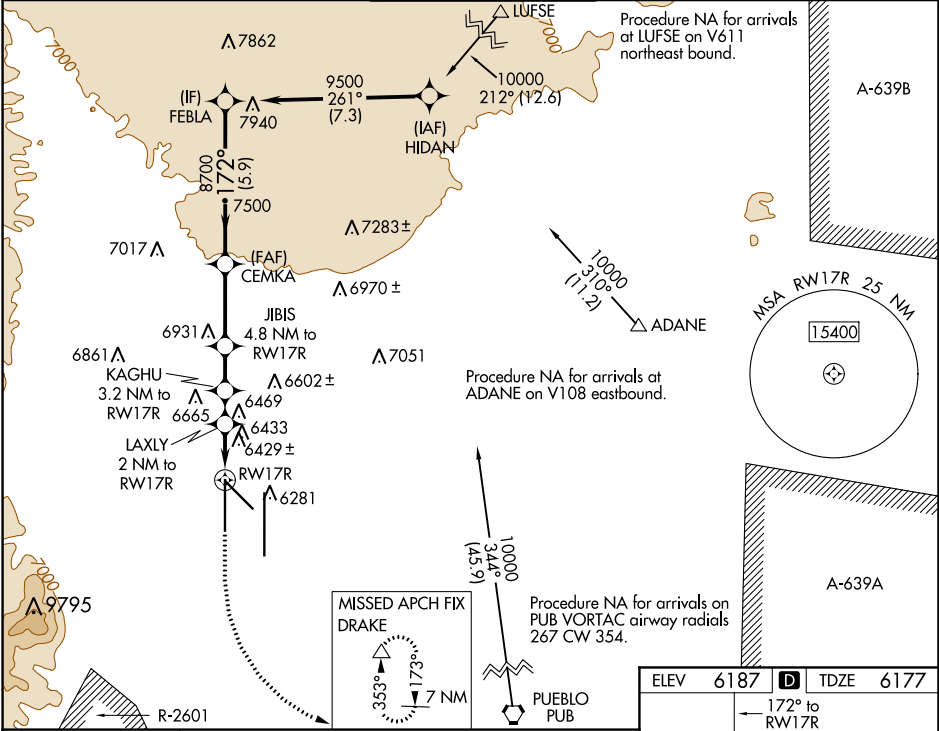 LUFSE
Procedure NA for arrivals
at LUFSE on V611
northeast bound.
7000
7000
7862
10000
212° (12.6)
9500
261°
(7.3)
(IF)
FEBLA
7940
(IAF)
HIDAN
A-639B
8700
172°
(5.9)
7500
7283±
7017
(FAF)
CEMKA
10000
310°
(11.2)
6970 ±
ADANE
MSA RW17R 25 NM
15400
JIBIS
4.8 NM to
RW17R
6931
6861
7051
KAGHU
3.2 NM to
RW17R
6602 ±
6665
6469
6433
6429 ±
LAXLY
2 NM to
RW17R
RW17R
6281
Procedure NA for arrivals at
ADANE on V108 eastbound.
10000
344°
(45.9)
7000
9795
MISSED APCH FIX
DRAKE
353°
173°
7 NM
Procedure NA for arrivals on
PUB VORTAC airway radials
267 CW 354.
A-639A
PUEBLO
PUB
R-2601
ELEV 6187 D TDZE 6177
172° to
RW17R